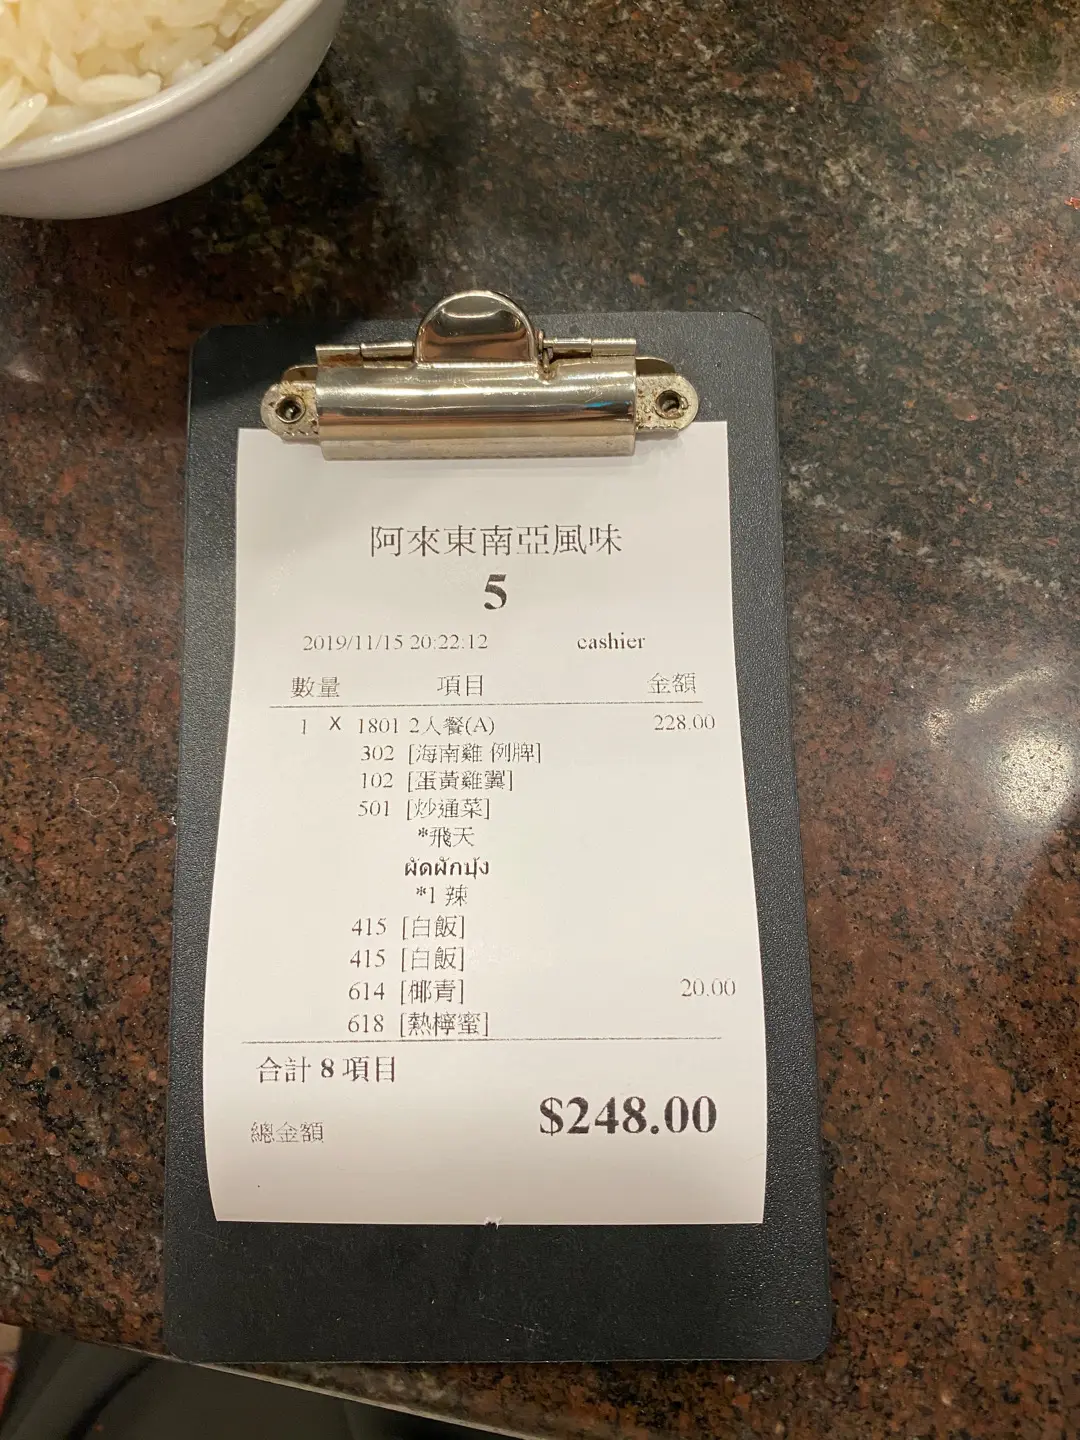 阿來東南亞風味
5
2019/11/15 20:22:12 cashier
數量 項目 金額
1 X 1801 2人餐(A) 228.00
302 [海南雞 例牌]
102 [蛋黃雞翼]
501 [炒通菜]
*飛天
ผัดผักบุ้ง
*1 辣
415 [白飯]
415 [白飯]
614 [椰青] 20.00
618 [熱檸蜜]
合計 8 項目
總金額 $248.00